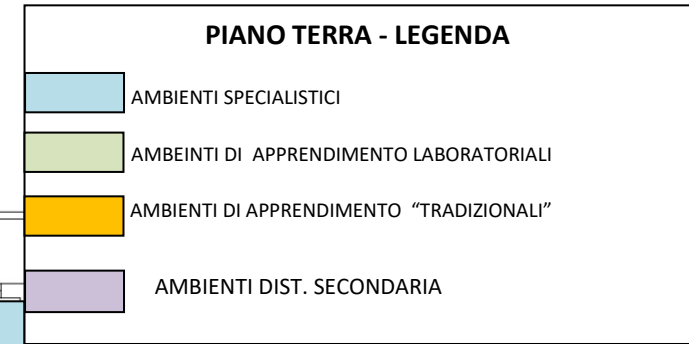 PIANO TERRA - LEGENDA
AMBIENTI SPECIALISTICI
AMBEINTI DI APPRENDIMENTO LABORATORIALI
AMBIENTI DI APPRENDIMENTO “TRADIZIONALI”
AMBIENTI DIST. SECONDARIA